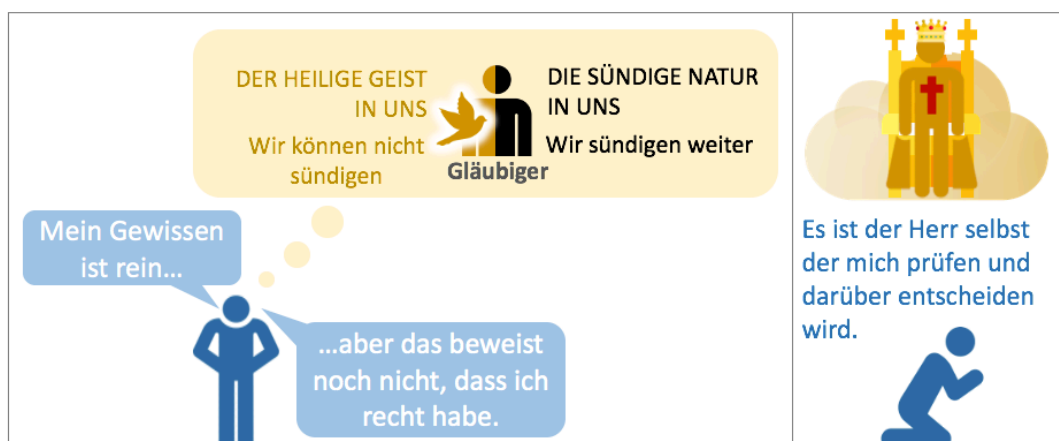 DER HEILIGE GEIST
IN UNS
Wir können nicht
sündigen
DIE SÜNDIGE NATUR
IN UNS
Wir sündigen weiter
Gläubiger
Mein Gewissen
ist rein…
…aber das beweist
noch nicht, dass ich
recht habe.
Es ist der Herr selbst
der mich prüfen und
darüber entscheiden
wird.